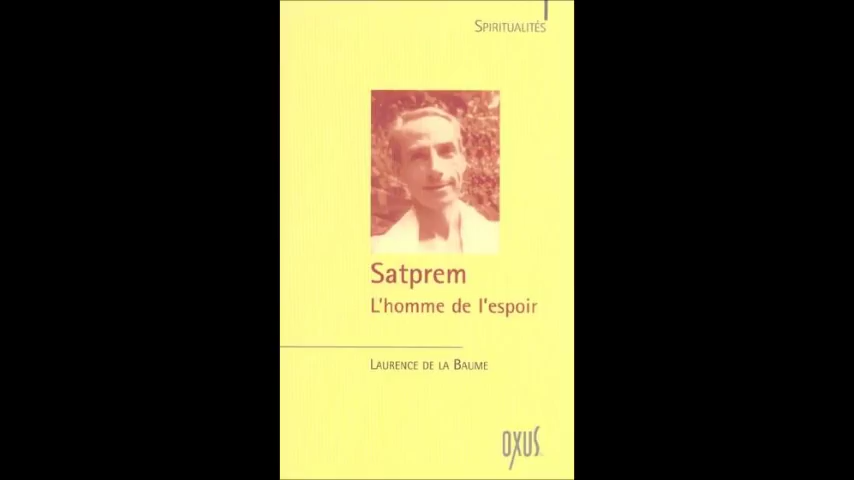 SPIRITUALITÉS
Satprem
L'homme de l'espoir
LAURENCE DE LA BAUME
OXUS